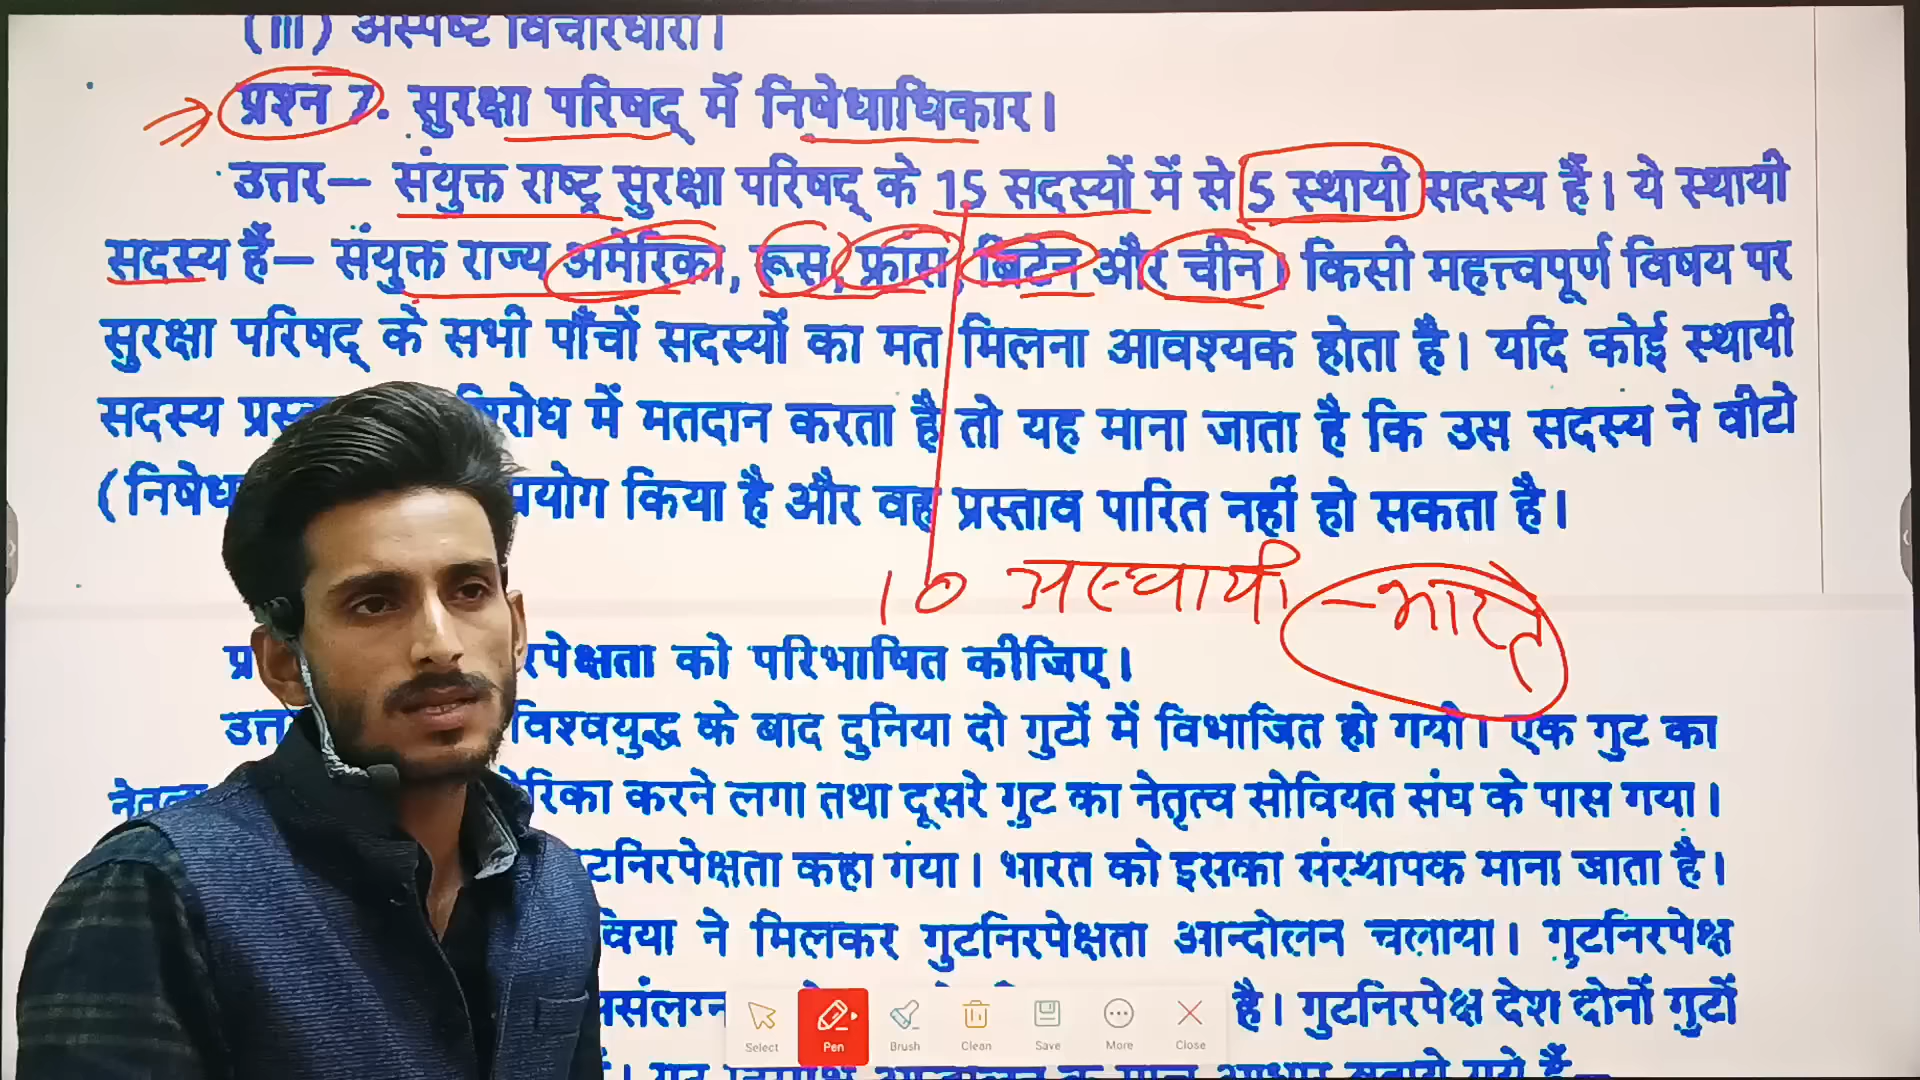 (iii) अस्पष्ट विचारधारा।
प्रश्न 7. सुरक्षा परिषद् में निषेधाधिकार।
उत्तर— संयुक्त राष्ट्र सुरक्षा परिषद् के 15 सदस्यों में से 5 स्थायी सदस्य हैं। ये स्थायी
सदस्य हैं— संयुक्त राज्य अमेरिका, रूस, फ्रांस, ब्रिटेन और चीन। किसी महत्त्वपूर्ण विषय पर
सुरक्षा परिषद् के सभी पाँचों सदस्यों का मत मिलना आवश्यक होता है। यदि कोई स्थायी
सदस्य प्रस्त रोध में मतदान करता है तो यह माना जाता है कि उस सदस्य ने वीटो
(निषेध प्रयोग किया है और वह प्रस्ताव पारित नहीं हो सकता है।
10 अस्थायी – भारत
प्र रपेक्षता को परिभाषित कीजिए।
उत्त विश्वयुद्ध के बाद दुनिया दो गुटों में विभाजित हो गयी। एक गुट का
रिका करने लगा तथा दूसरे गुट का नेतृत्व सोवियत संघ के पास गया।
टनिरपेक्षता कहा गया। भारत को इसका संस्थापक माना जाता है।
विया ने मिलकर गुटनिरपेक्षता आन्दोलन चलाया। गुटनिरपेक्ष
संलग्न है। गुटनिरपेक्ष देश दोनों गुटों
Select Pen Brush Clean Save More Close